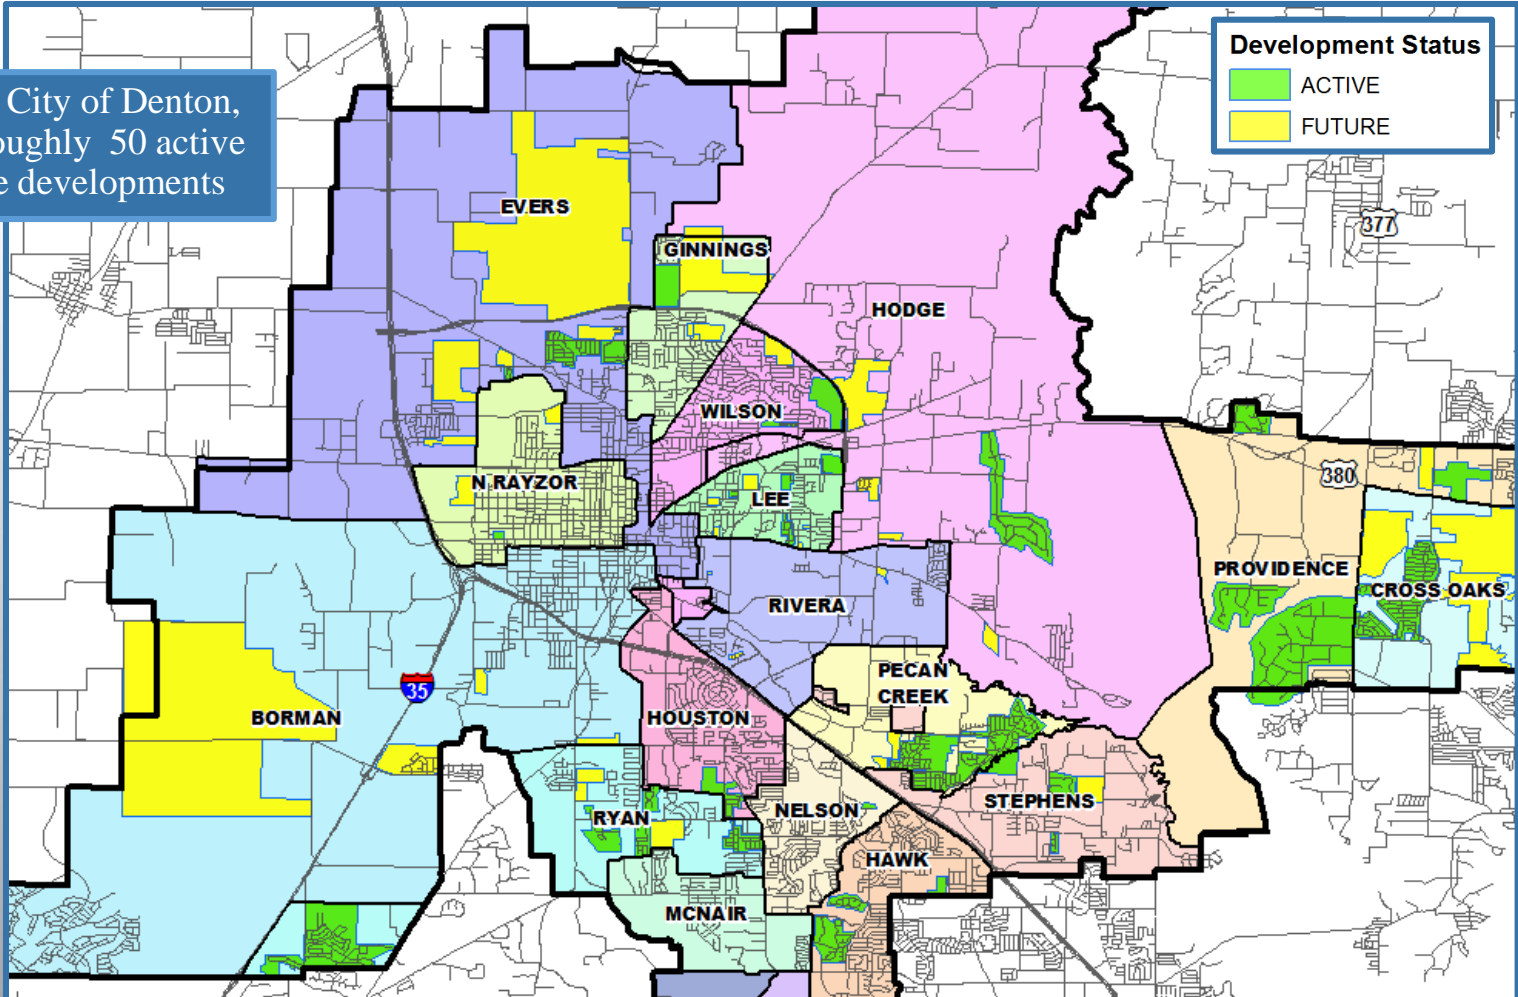 City of Denton,
oughly 50 active
e developments
Development Status
ACTIVE
FUTURE
377
EVERS
GINNINGS
HODGE
WILSON
N RAYZOR
LEE
380
PROVIDENCE
CROSS OAKS
RIVERA
PECAN
CREEK
35
BORMAN
HOUSTON
STEPHENS
RYAN
NELSON
HAWK
MCNAIR